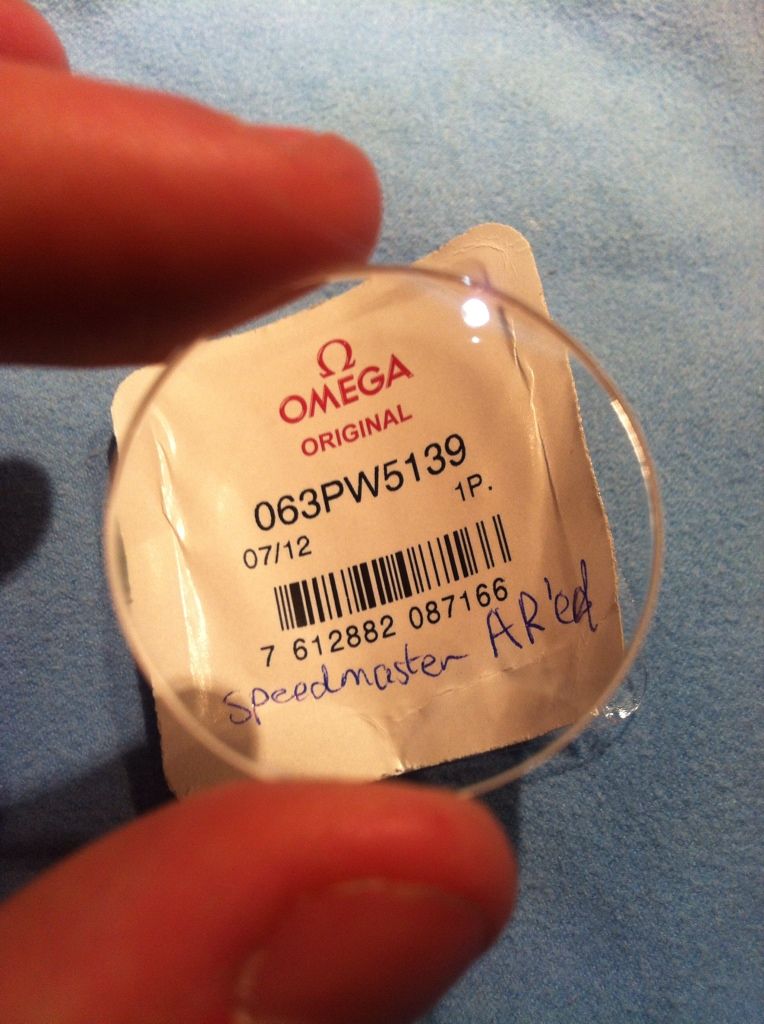 Ω
OMEGA
ORIGINAL
063PW5139
1P.
07/12
7 612882 087166
Speedmaster AR'ed